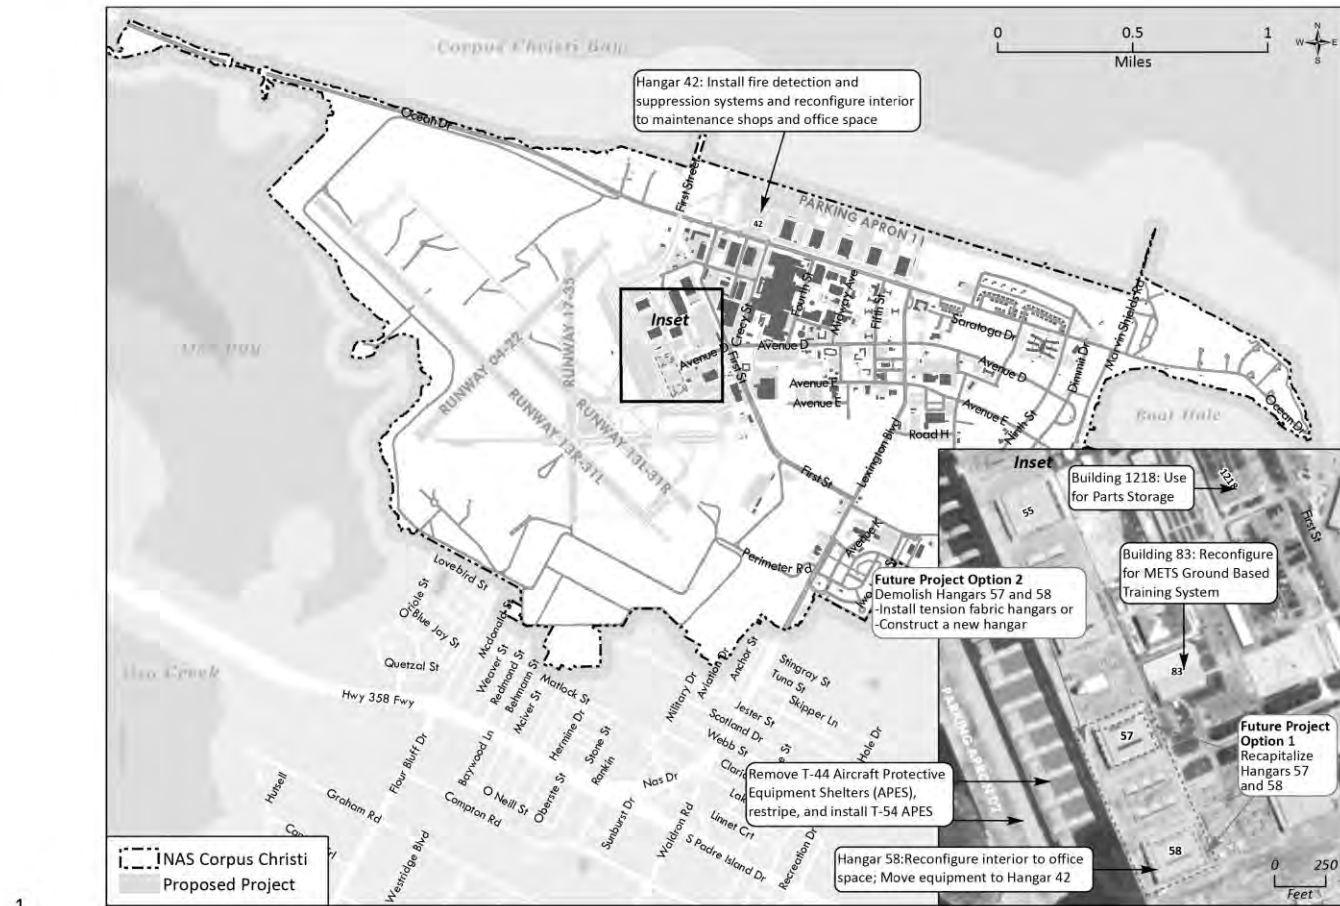 Corpus Christi Bay
0 0.5 1
Miles
N
W E
S
Hangar 42: Install fire detection and
suppression systems and reconfigure interior
to maintenance shops and office space
Ocean Dr
First Street
42
PARKING APRON 1
RUNWAY 17-35
RUNWAY 04-22
RUNWAY 13R-31L
RUNWAY 13L-31R
Inset
Crecy St
Fourth St
Midway Ave
Fifth St
Saratoga Dr
Dimmit Dr
Marvin Shields Rd
Avenue D
First St
Avenue D
Avenue D
Avenue E
Avenue E
Avenue E
Ninth St
Ocean Dr
Boat Hole
Road H
Lexington Blvd
First St
Avenue K
Perimeter Rd
Lovebird St
Oriole St
Blue Jay St
Quetzal St
Mcdonald St
Weaver St
Redmond St
Behmann St
Mciver St
Matlock St
Hwy 358 Fwy
Hermine Dr
Stone St
Rankin
Baywood Ln
Flour Bluff Dr
O Neill St
Oberste St
Compton Rd
Graham Rd
Hutsell
Westridge Blvd
Sunburst Dr
Nas Dr
Waldron Rd
Military Dr
Aviation Dr
Anchor St
Stingray St
Tuna St
Skipper Ln
Jester St
Scotland Dr
Webb St
Linnet Crt
S Padre Island Dr
Recreation Dr
Hole Dr
Future Project Option 2
Demolish Hangars 57 and 58
-Install tension fabric hangars or
-Construct a new hangar
Remove T-44 Aircraft Protective
Equipment Shelters (APES),
restripe, and install T-54 APES
Hangar 58:Reconfigure interior to office
space; Move equipment to Hangar 42
Inset
Building 1218: Use
for Parts Storage
1218
55
First St
Building 83: Reconfigure
for METS Ground Based
Training System
83
57
Future Project
Option 1
Recapitalize
Hangars 57
and 58
58
0 250
Feet
NAS Corpus Christi
Proposed Project
1